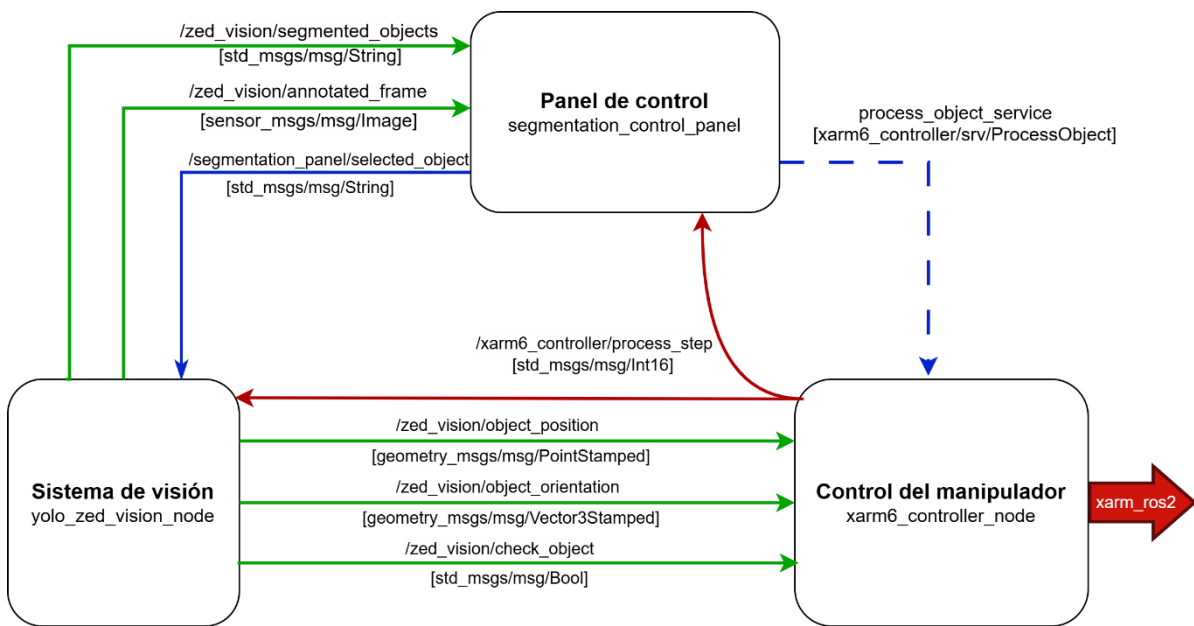 /zed_vision/segmented_objects
[std_msgs/msg/String]
/zed_vision/annotated_frame
[sensor_msgs/msg/Image]
/segmentation_panel/selected_object
[std_msgs/msg/String]
Panel de control
segmentation_control_panel
process_object_service
[xarm6_controller/srv/ProcessObject]
/xarm6_controller/process_step
[std_msgs/msg/Int16]
/zed_vision/object_position
[geometry_msgs/msg/PointStamped]
/zed_vision/object_orientation
[geometry_msgs/msg/Vector3Stamped]
/zed_vision/check_object
[std_msgs/msg/Bool]
Sistema de visión
yolo_zed_vision_node
Control del manipulador
xarm6_controller_node
xarm_ros2